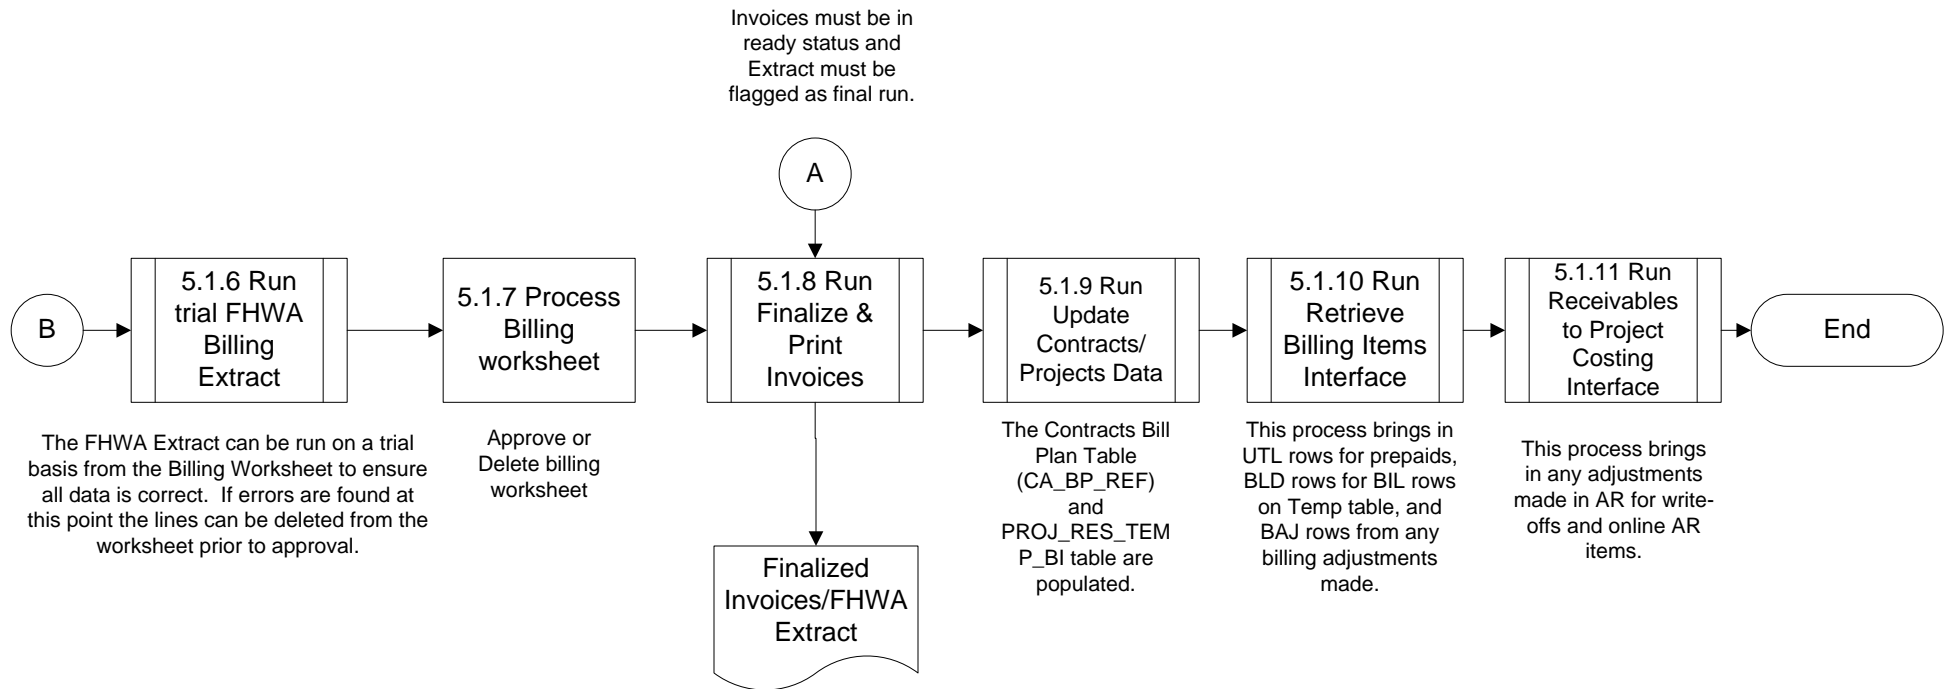 Invoices must be in
ready status and
Extract must be
flagged as final run.
A
B
5.1.6 Run
trial FHWA
Billing
Extract
5.1.7 Process
Billing
worksheet
5.1.8 Run
Finalize &
Print
Invoices
5.1.9 Run
Update
Contracts/
Projects Data
5.1.10 Run
Retrieve
Billing Items
Interface
5.1.11 Run
Receivables
to Project
Costing
Interface
End
The FHWA Extract can be run on a trial
basis from the Billing Worksheet to ensure
all data is correct.  If errors are found at
this point the lines can be deleted from the
worksheet prior to approval.
Approve or
Delete billing
worksheet
The Contracts Bill
Plan Table
(CA_BP_REF)
and
PROJ_RES_TEM
P_BI table are
populated.
This process brings in
UTL rows for prepaids,
BLD rows for BIL rows
on Temp table, and
BAJ rows from any
billing adjustments
made.
This process brings
in any adjustments
made in AR for write-
offs and online AR
items.
Finalized
Invoices/FHWA
Extract